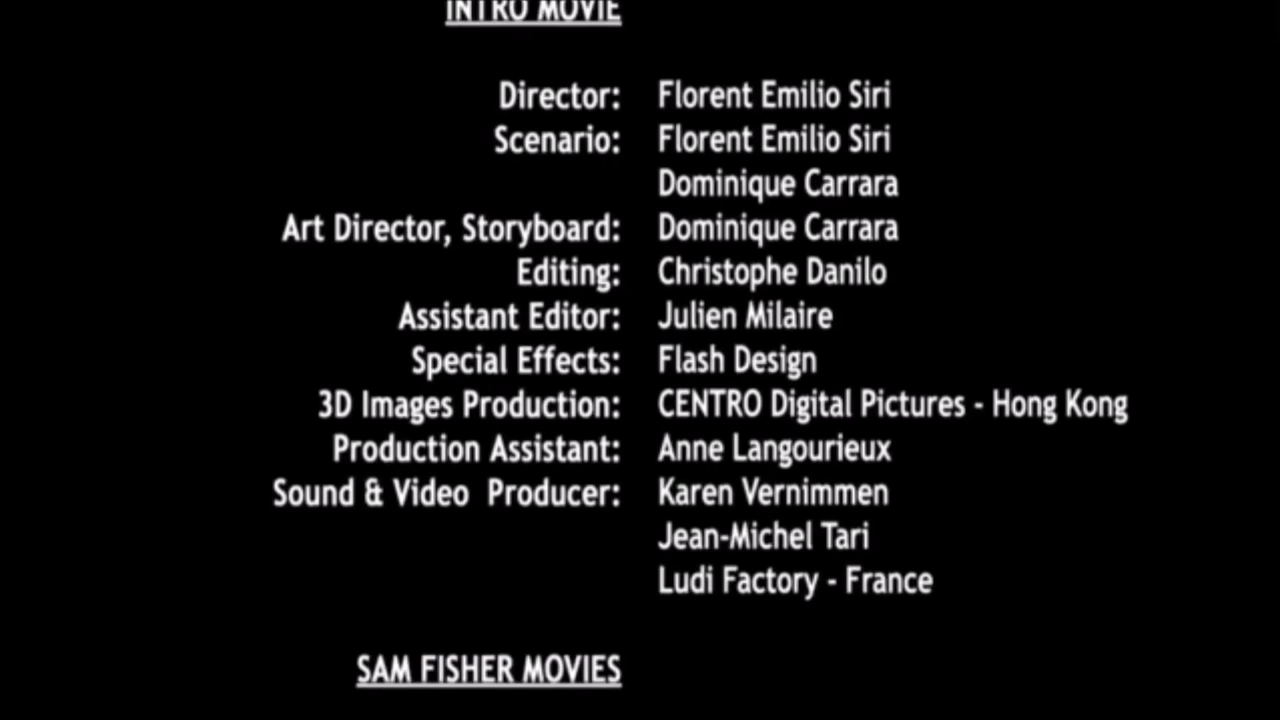 INTRO MOVIE
Director: Florent Emilio Siri
Scenario: Florent Emilio Siri
Dominique Carrara
Art Director, Storyboard: Dominique Carrara
Editing: Christophe Danilo
Assistant Editor: Julien Milaire
Special Effects: Flash Design
3D Images Production: CENTRO Digital Pictures - Hong Kong
Production Assistant: Anne Langourieux
Sound & Video Producer: Karen Vernimmen
Jean-Michel Tari
Ludi Factory - France
SAM FISHER MOVIES